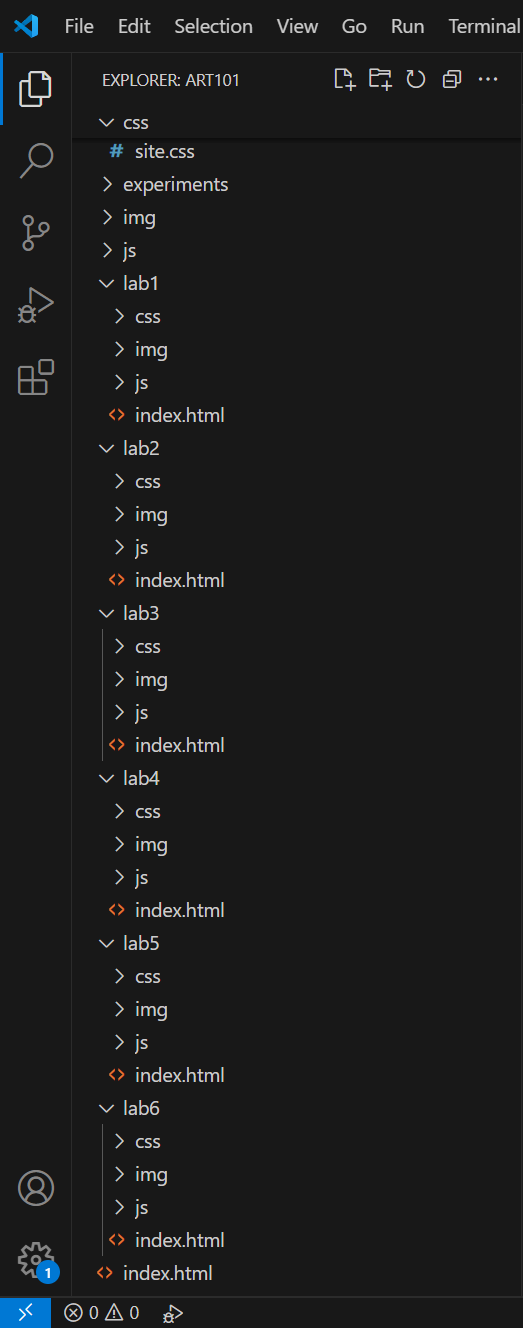 File Edit Selection View Go Run Terminal
EXPLORER: ART101
css
# site.css
experiments
img
js
lab1
css
img
js
<> index.html
lab2
css
img
js
<> index.html
lab3
css
img
js
<> index.html
lab4
css
img
js
<> index.html
lab5
css
img
js
<> index.html
lab6
css
img
js
<> index.html
<> index.html
1
0 0